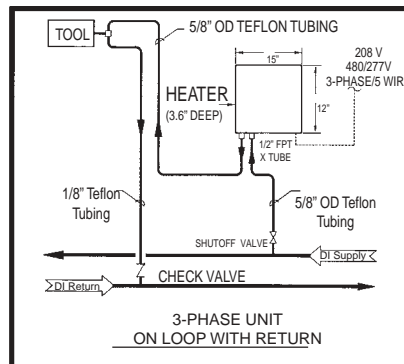 TOOL
5/8" OD TEFLON TUBING
15"
208 V
480/277V
3-PHASE/5 WIR
HEATER
(3.6" DEEP)
12"
1/2" FPT
X TUBE
1/8" Teflon
Tubing
5/8" OD Teflon
Tubing
SHUTOFF VALVE
DI Supply
CHECK VALVE
DI Return
3-PHASE UNIT
ON LOOP WITH RETURN